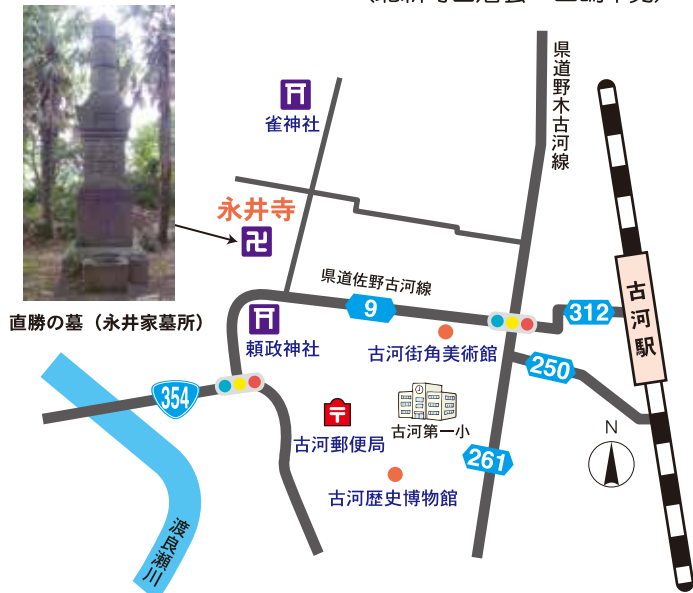 県道野木古河線
雀神社
永井寺
県道佐野古河線
9
312
古河駅
直勝の墓（永井家墓所）
頼政神社
古河街角美術館
250
354
古河第一小
古河郵便局
261
N
古河歴史博物館
渡良瀬川